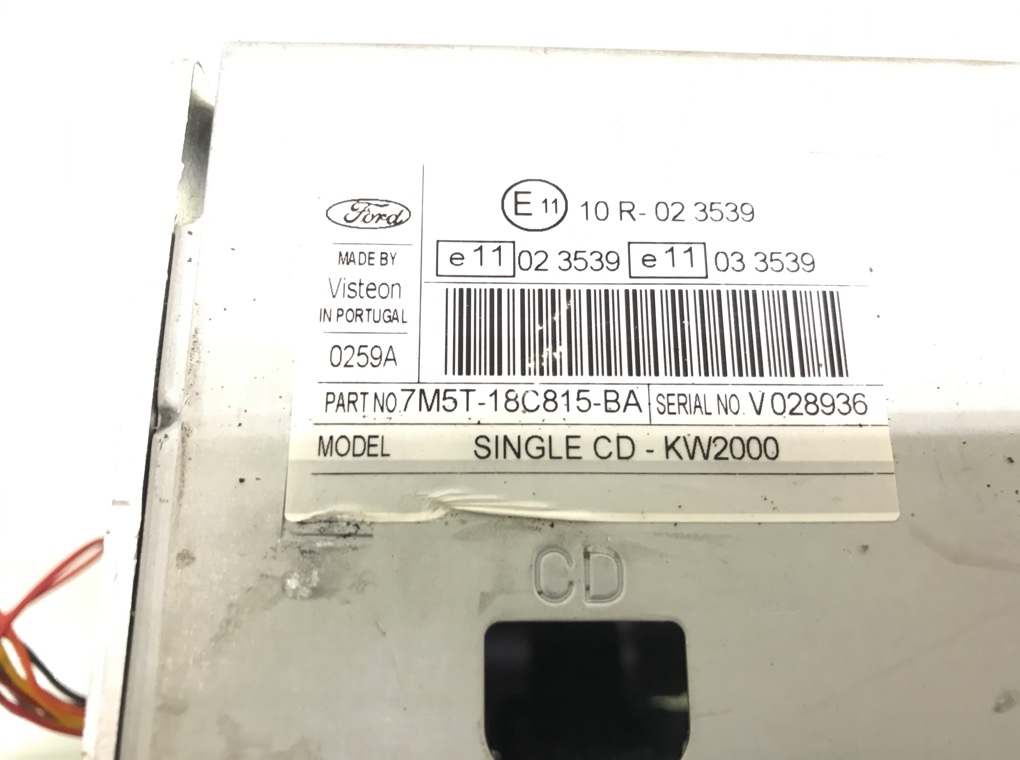 Ford
MADE BY
Visteon
IN PORTUGAL
0259A
E 11 10 R- 02 3539
e 11 02 3539 e 11 03 3539
PART NO. 7M5T-18C815-BA SERIAL NO. V 028936
MODEL SINGLE CD - KW2000
CD